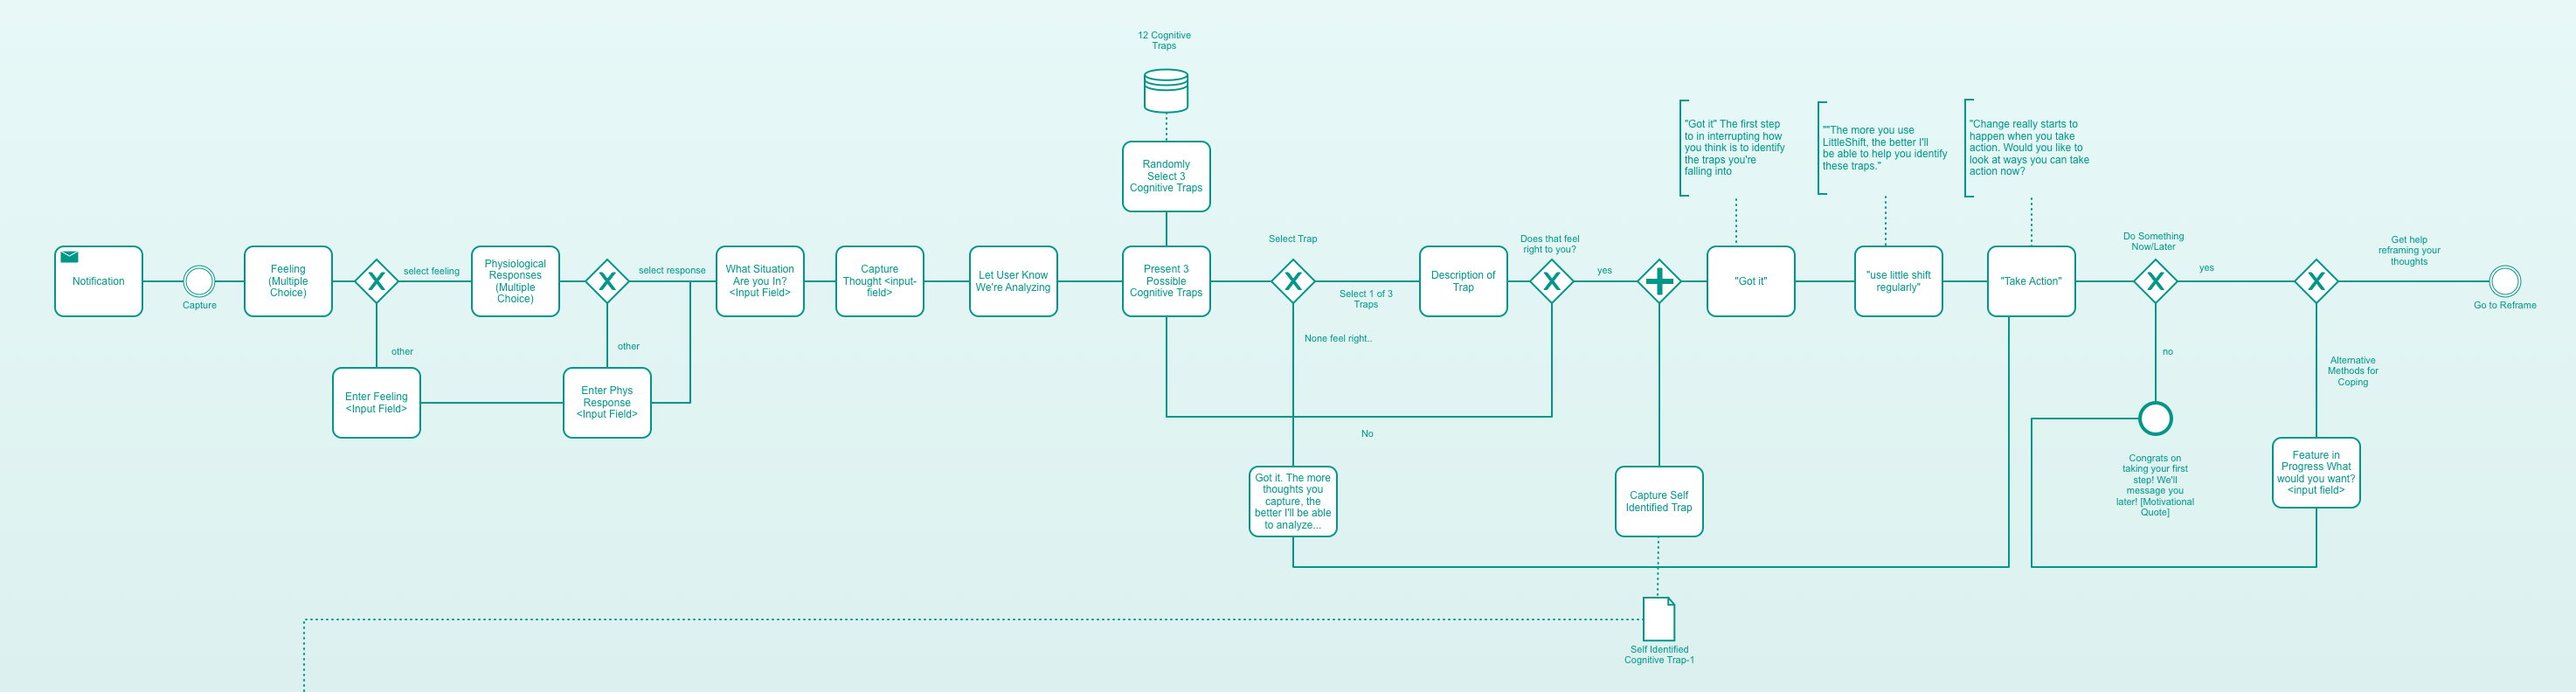 12 Cognitive
Traps
Randomly
Select 3
Cognitive Traps
"Got it" The first step
to in interrupting how
you think is to identify
the traps you're
falling into
""The more you use
LittleShift, the better I'll
be able to help you identify
these traps."
"Change really starts to
happen when you take
action. Would you like to
look at ways you can take
action now?
Notification
Capture
Feeling
(Multiple
Choice)
select feeling
other
Enter Feeling
<Input Field>
Physiological
Responses
(Multiple
Choice)
select response
other
Enter Phys
Response
<Input Field>
What Situation
Are you In?
<Input Field>
Capture
Thought <input-
field>
Let User Know
We're Analyzing
Present 3
Possible
Cognitive Traps
Select Trap
Select 1 of 3
Traps
None feel right..
No
Got it. The more
thoughts you
capture, the
better I'll be able
to analyze...
Description of
Trap
Does that feel
right to you?
yes
Capture Self
Identified Trap
Self Identified
Cognitive Trap-1
"Got it"
"use little shift
regularly"
"Take Action"
Do Something
Now/Later
yes
no
Congrats on
taking your first
step! We'll
message you
later! [Motivational
Quote]
Alternative
Methods for
Coping
Feature in
Progress What
would you want?
<input field>
Get help
reframing your
thoughts
Go to Reframe